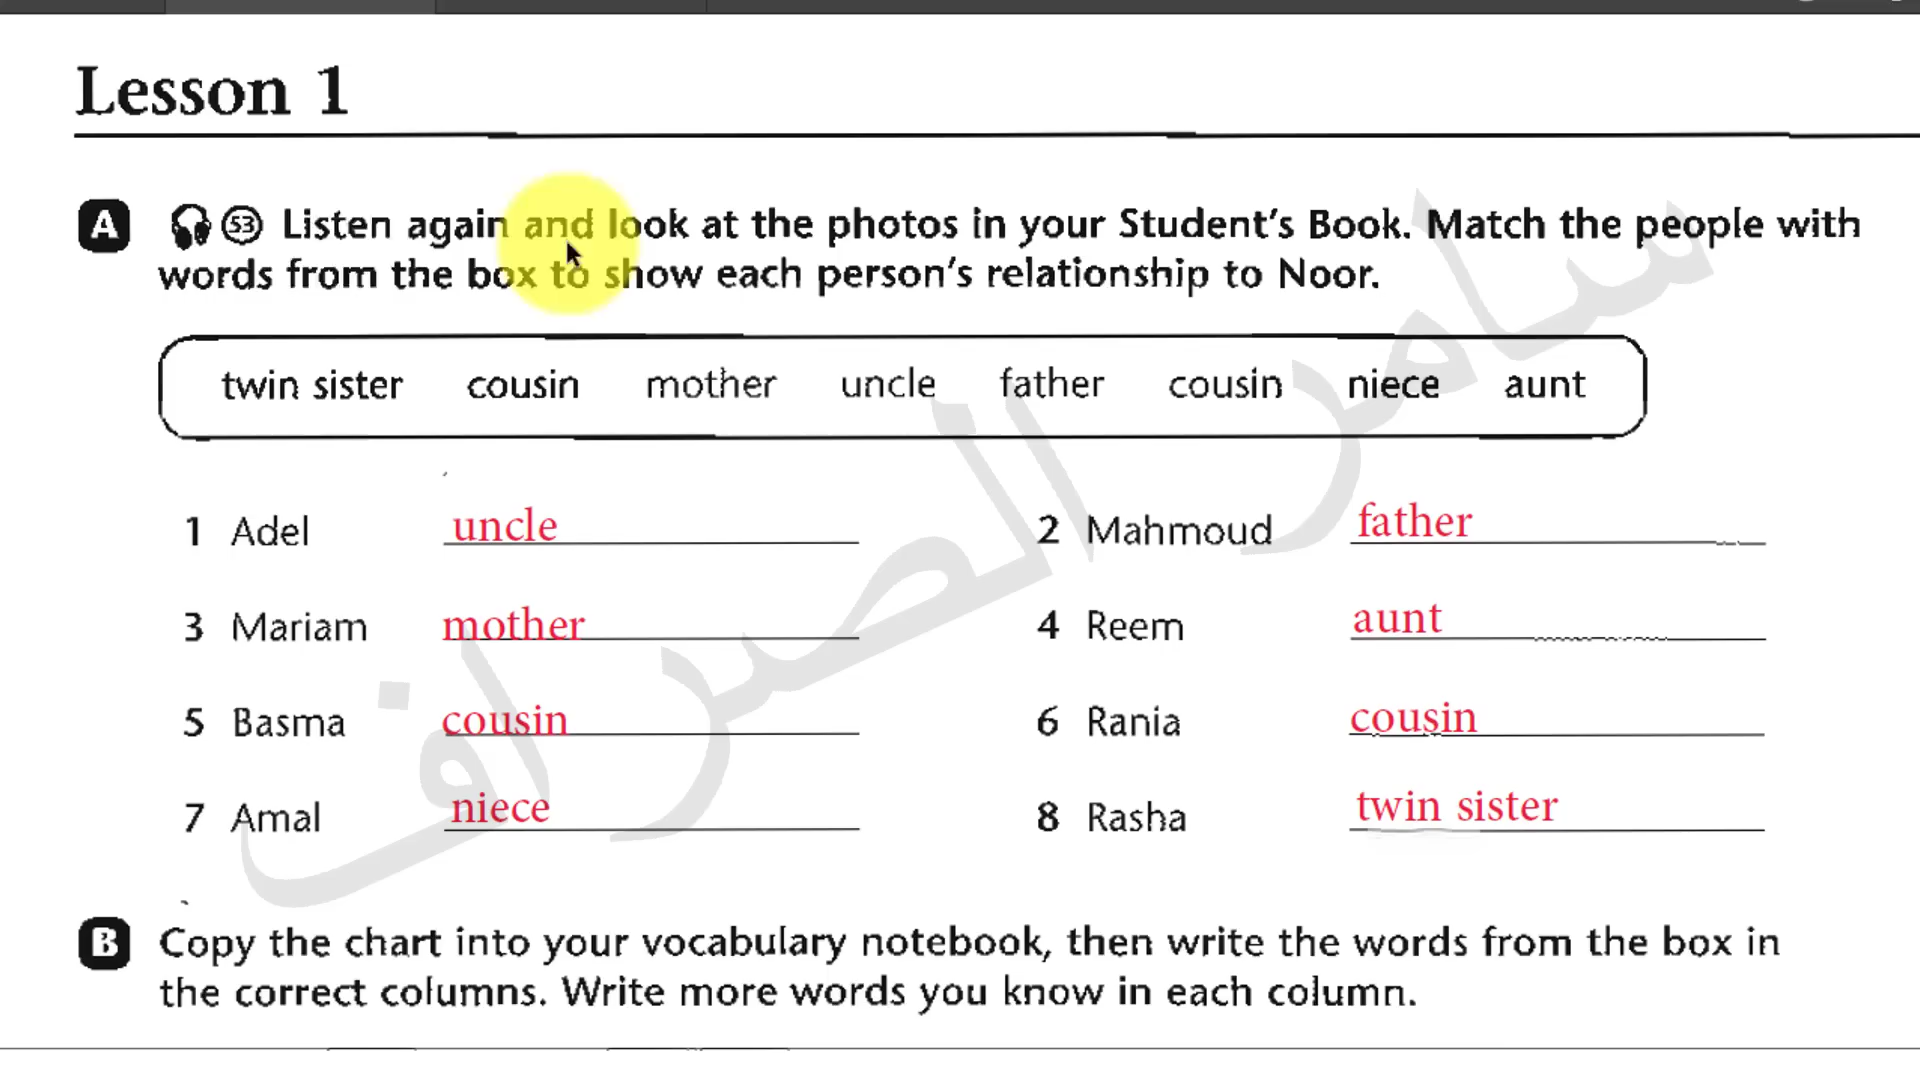 Lesson 1
A 53 Listen again and look at the photos in your Student's Book. Match the people with
words from the box to show each person's relationship to Noor.
twin sister cousin mother uncle father cousin niece aunt
1 Adel uncle 2 Mahmoud father
3 Mariam mother 4 Reem aunt
5 Basma cousin 6 Rania cousin
7 Amal niece 8 Rasha twin sister
سامر الصراف
B Copy the chart into your vocabulary notebook, then write the words from the box in
the correct columns. Write more words you know in each column.